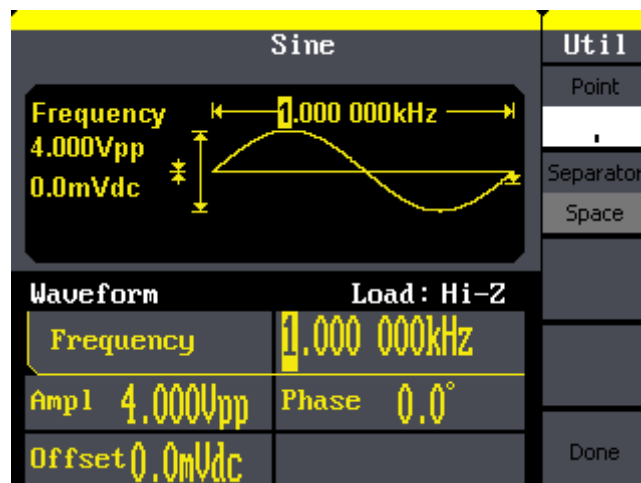 Sine
Util
Point
.
Separator
Space
Done
Frequency
1.000 000kHz
4.000Vpp
0.0mVdc
Waveform
Load: Hi-Z
Frequency
1.000 000kHz
Ampl 4.000Vpp
Phase 0.0°
Offset 0.0mVdc